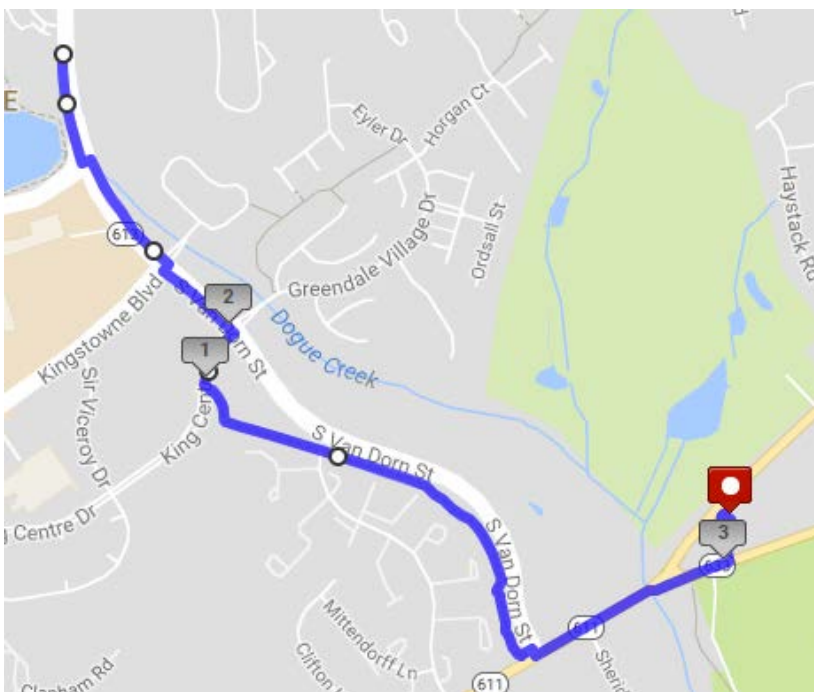 E
Eyler Dr
Horgan Ct
Haystack Rd
Ordsall St
613
Greendale Village Dr
Kingstowne Blvd
2
S Van Dorn St
Dogue Creek
1
Sir Viceroy Dr
King Cent
S Van Dorn St
g Centre Dr
S Van Dorn St
3
633
Mittendorff Ln
611
Clifton
Sheri
611
Clapham Rd